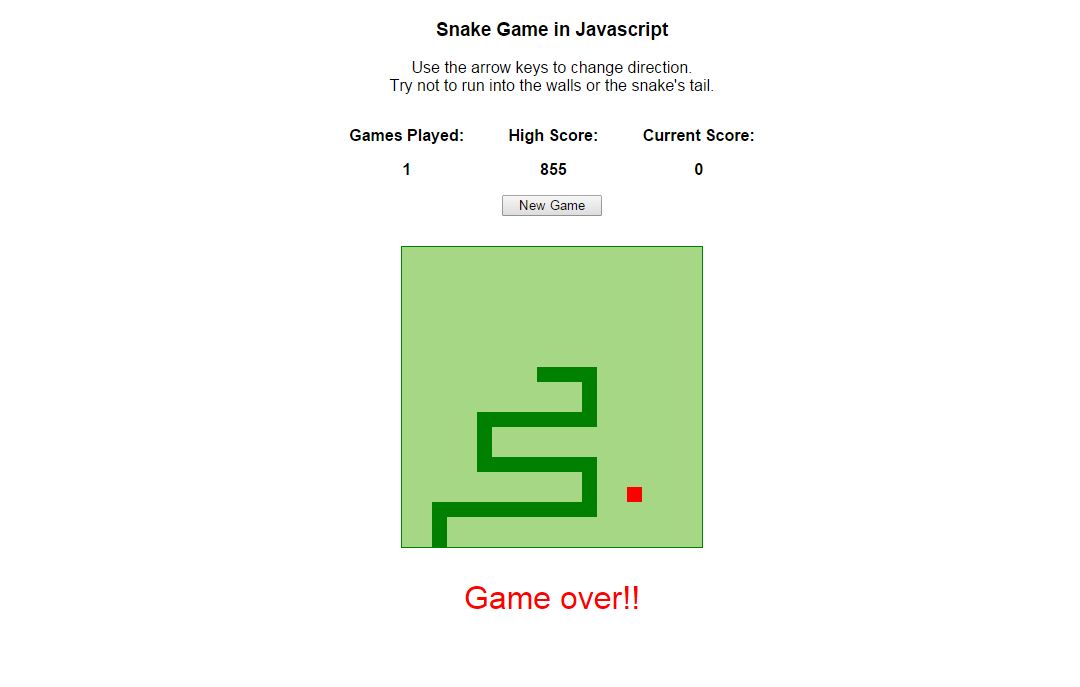 Snake Game in Javascript
Use the arrow keys to change direction.
Try not to run into the walls or the snake's tail.
Games Played: High Score: Current Score:
1 855 0
New Game
Game over!!